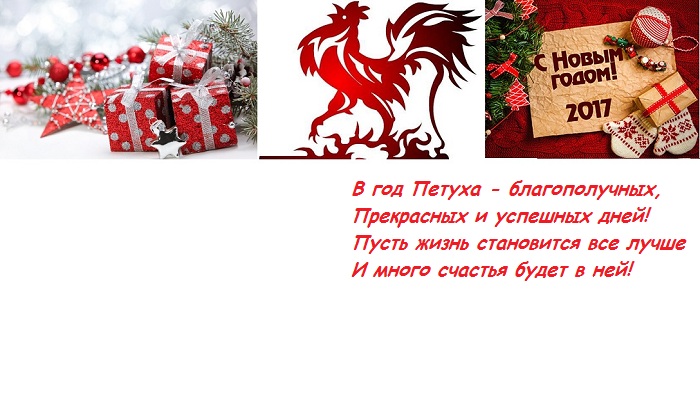 С Новым
годом!
2017
В год Петуха - благополучных,
Прекрасных и успешных дней!
Пусть жизнь становится все лучше
И много счастья будет в ней!